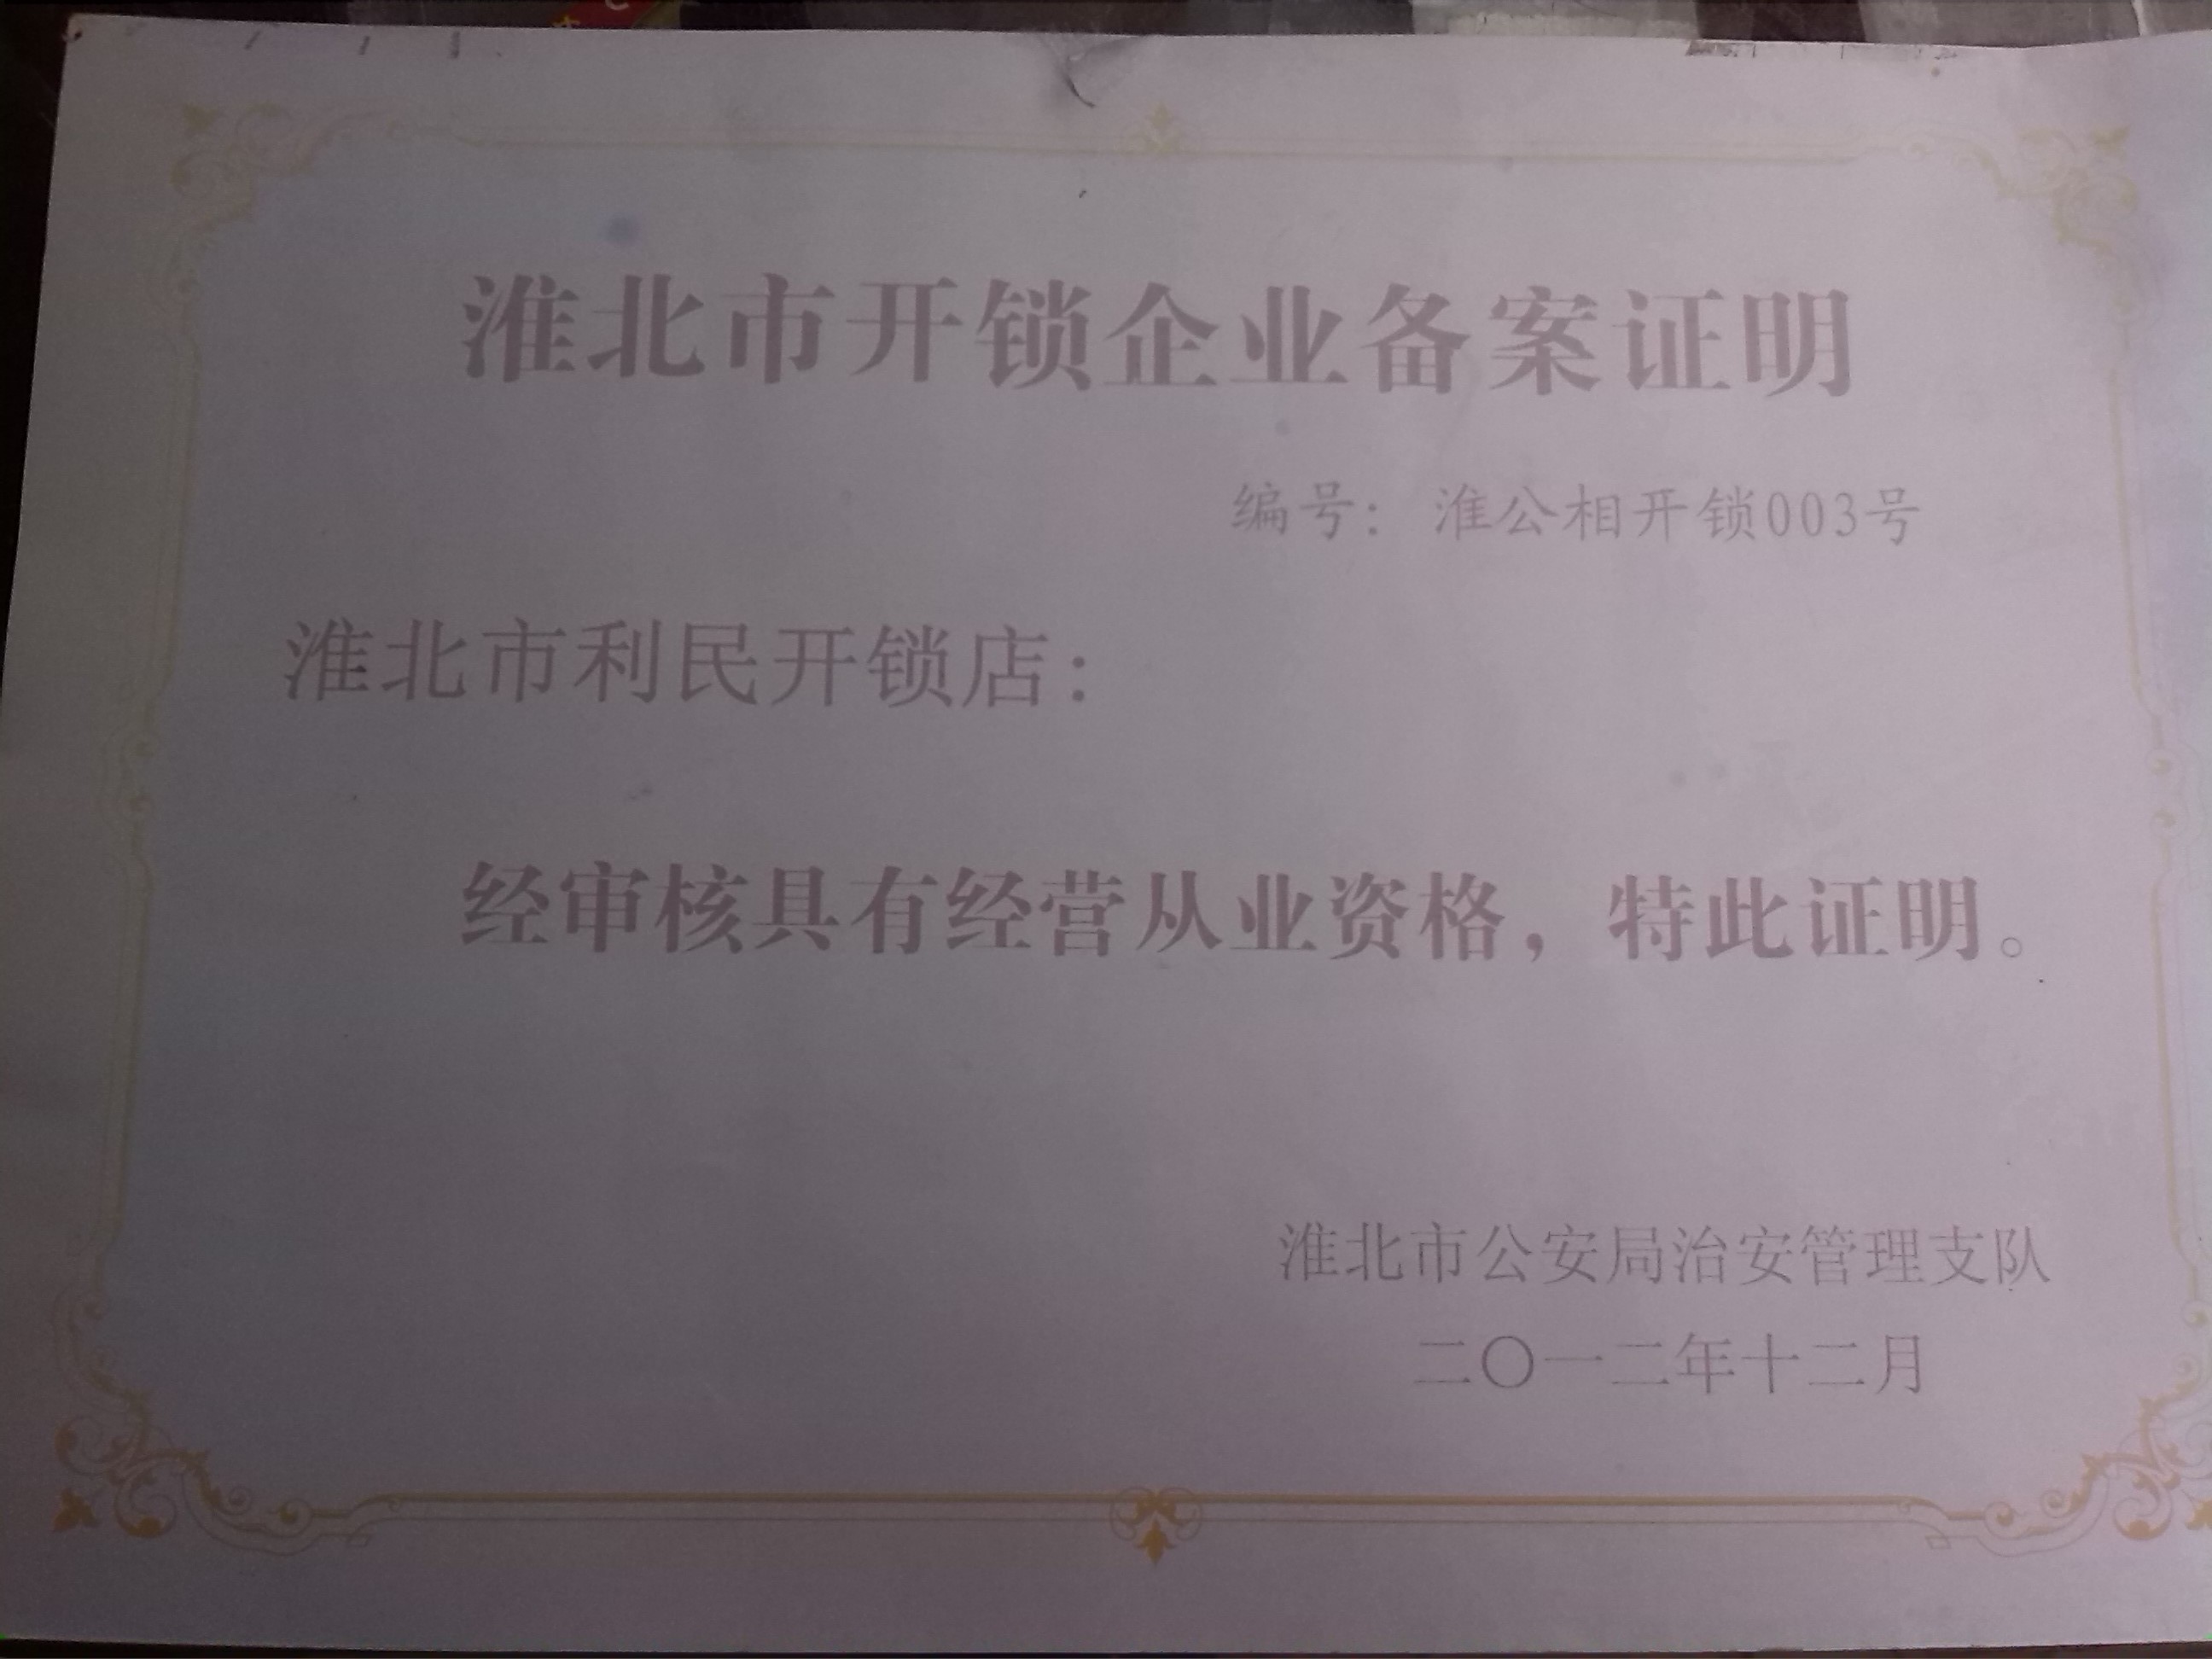 淮北市开锁企业备案证明
编号：淮公相开锁003号
淮北市利民开锁店：
经审核具有经营从业资格，特此证明。
淮北市公安局治安管理支队
二〇一二年十二月